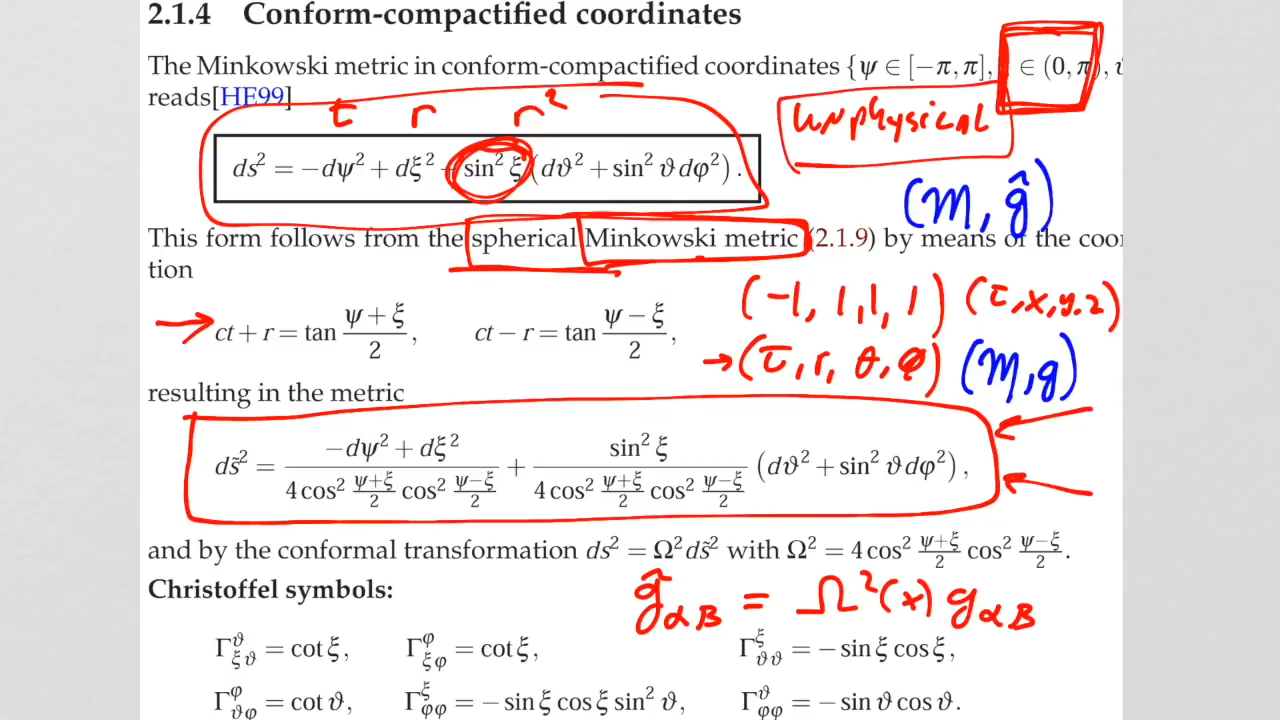 2.1.4 Conform-compactified coordinates
The Minkowski metric in conform-compactified coordinates {ψ ∈ [−π, π], ∈ (0, π),
reads[HE99]
t r r²
unphysical
ds² = −dψ² + dξ² + sin² ξ (dϑ² + sin² ϑ dφ²).
(M, ĝ)
This form follows from the spherical Minkowski metric (2.1.9) by means of the coor
tion
(-1, 1, 1, 1) (t, x, y, z)
ct + r = tan (ψ + ξ)/2, ct − r = tan (ψ − ξ)/2,
→ (t, r, θ, φ) (M, g)
resulting in the metric
ds̃² = (−dψ² + dξ²)/(4 cos² (ψ+ξ)/2 cos² (ψ−ξ)/2) + sin² ξ/(4 cos² (ψ+ξ)/2 cos² (ψ−ξ)/2) (dϑ² + sin² ϑ dφ²),
and by the conformal transformation ds² = Ω²ds̃² with Ω² = 4 cos² (ψ+ξ)/2 cos² (ψ−ξ)/2.
Christoffel symbols:
ĝ_αβ = Ω²(x) g_αβ
Γ^ϑ_ξϑ = cot ξ, Γ^φ_ξφ = cot ξ, Γ^ξ_ϑϑ = − sin ξ cos ξ,
Γ^φ_ϑφ = cot ϑ, Γ^ξ_φφ = − sin ξ cos ξ sin² ϑ, Γ^ϑ_φφ = − sin ϑ cos ϑ.